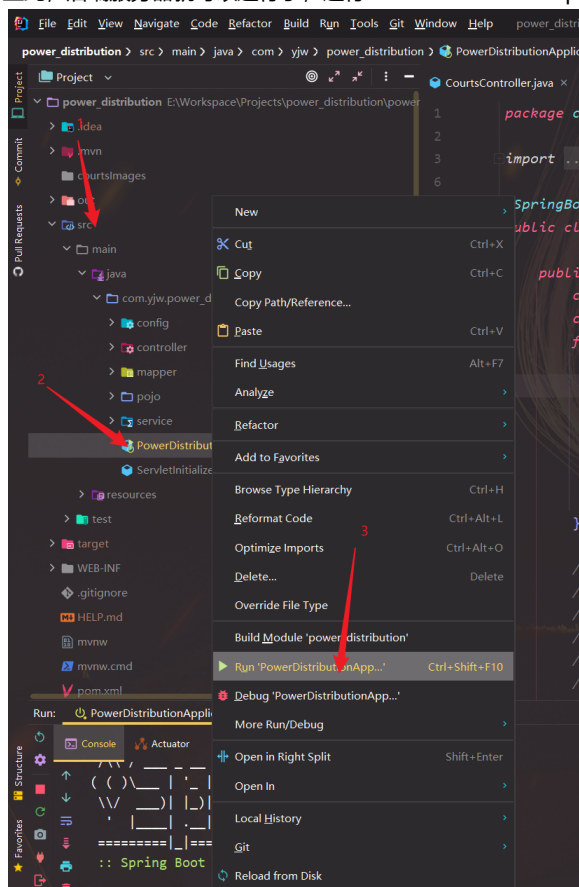 File Edit View Navigate Code Refactor Build Run Tools Git Window Help power_distri
power_distribution src main java com yjw power_distribution PowerDistributionApplic
Project
CourtsController.java
power_distribution E:\Workspace\Projects\power_distribution\power
.idea
.mvn
courtsImages
out
src
main
java
com.yjw.power_d
config
controller
mapper
pojo
service
PowerDistribut
ServletInitialize
resources
test
target
WEB-INF
.gitignore
HELP.md
mvnw
mvnw.cmd
pom.xml
1
2
3
1 package c
2
3 import ..
6
SpringBo
ublic cl
publi
c
c
f
}
//
New
Cut Ctrl+X
Copy Ctrl+C
Copy Path/Reference...
Paste Ctrl+V
Find Usages Alt+F7
Analyze
Refactor
Add to Favorites
Browse Type Hierarchy Ctrl+H
Reformat Code Ctrl+Alt+L
Optimize Imports Ctrl+Alt+O
Delete... Delete
Override File Type
Build Module 'power_distribution'
Run 'PowerDistributionApp...' Ctrl+Shift+F10
Debug 'PowerDistributionApp...'
More Run/Debug
Open in Right Split Shift+Enter
Open In
Local History
Git
Reload from Disk
Run: PowerDistributionAppli
Console Actuator
:: Spring Boot
Project
Commit
Pull Requests
Structure
Favorites